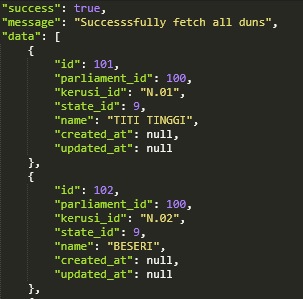 "success": true,
"message": "Successsfully fetch all duns",
"data": [
{
"id": 101,
"parliament_id": 100,
"kerusi_id": "N.01",
"state_id": 9,
"name": "TITI TINGGI",
"created_at": null,
"updated_at": null
},
{
"id": 102,
"parliament_id": 100,
"kerusi_id": "N.02",
"state_id": 9,
"name": "BESERI",
"created_at": null,
"updated_at": null
},